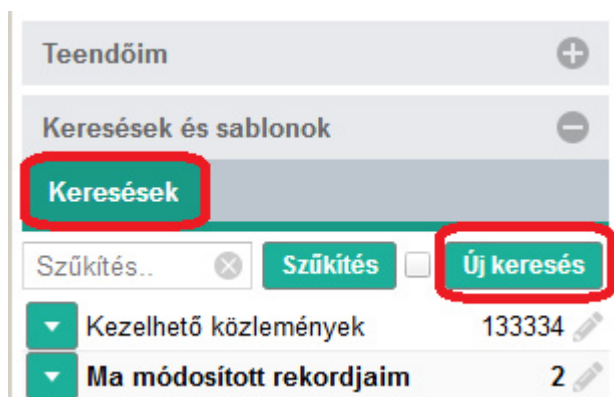 Teendőim
Keresések és sablonok
Keresések
Szűkítés.. Szűkítés Új keresés
Kezelhető közlemények 133334
Ma módosított rekordjaim 2